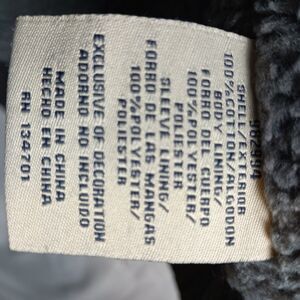 982994
SHELL/EXTERIOR
100% COTTON/ALGODON
BODY LINING/
FORRO DEL CUERPO
100% POLYESTER/
POLIESTER
SLEEVE LINING/
FORRO DE LAS MANGAS
100% POLYESTER/
POLIESTER
EXCLUSIVE OF DECORATION
ADORNO NO INCLUIDO
MADE IN CHINA
HECHO EN CHINA
RN 134701